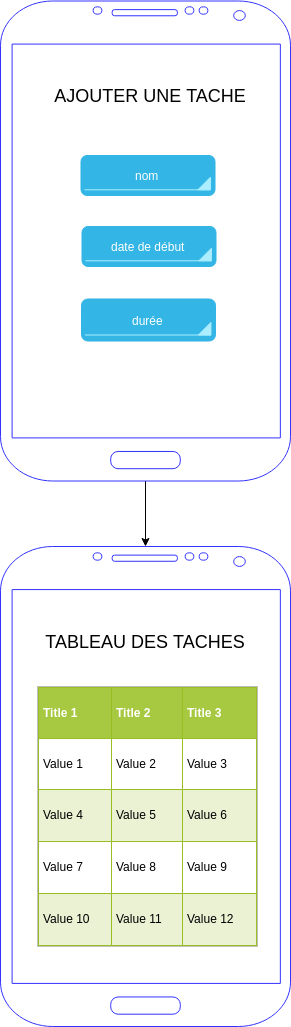 AJOUTER UNE TACHE
nom
date de début
durée
TABLEAU DES TACHES
Title 1 Title 2 Title 3
Value 1 Value 2 Value 3
Value 4 Value 5 Value 6
Value 7 Value 8 Value 9
Value 10 Value 11 Value 12